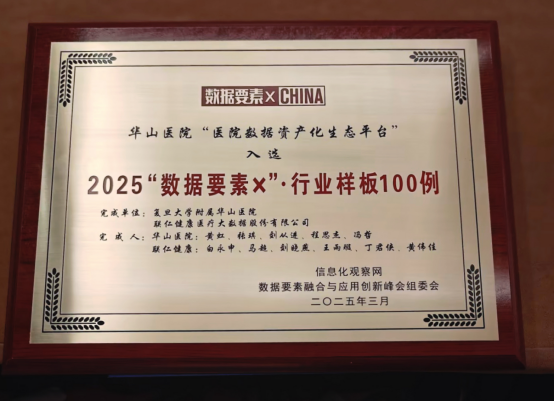 数据要素×CHINA
华山医院“医院数据资产化生态平台”
入选
2025“数据要素×”·行业样板100例
完成单位：复旦大学附属华山医院
联仁健康医疗大数据股份有限公司
完成人：华山医院：黄虹、张琪、刘从进、程思杰、冯哲
联仁健康：白永申、马超、刘晓燕、王雨顺、丁君侠、黄伟佳
信息化观察网
数据要素融合与应用创新峰会组委会
二〇二五年三月